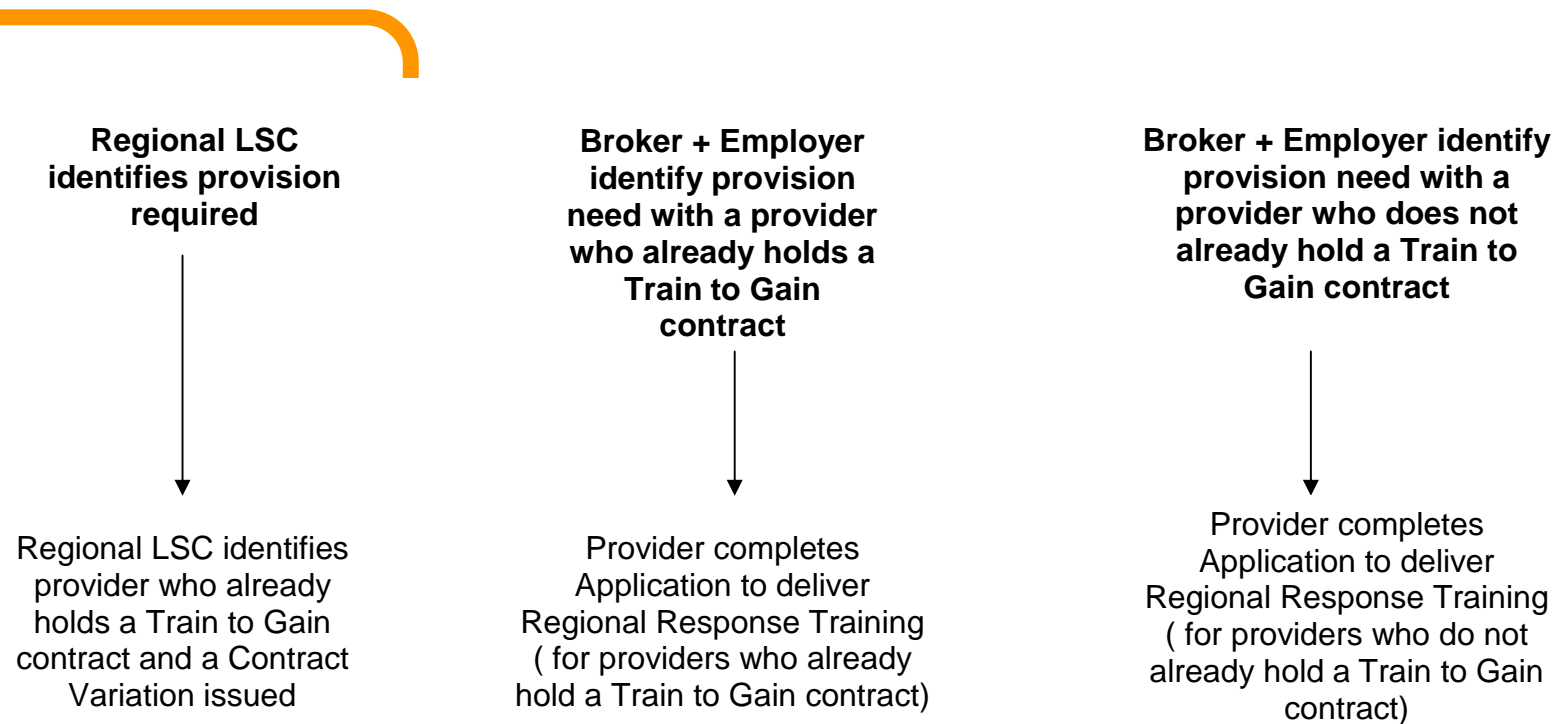 Regional LSC
identifies provision
required
Broker + Employer
identify provision
need with a provider
who already holds a
Train to Gain
contract
Broker + Employer identify
provision need with a
provider who does not
already hold a Train to
Gain contract
Regional LSC identifies
provider who already
holds a Train to Gain
contract and a Contract
Variation issued
Provider completes
Application to deliver
Regional Response Training
( for providers who already
hold a Train to Gain contract)
Provider completes
Application to deliver
Regional Response Training
( for providers who do not
already hold a Train to Gain
contract)